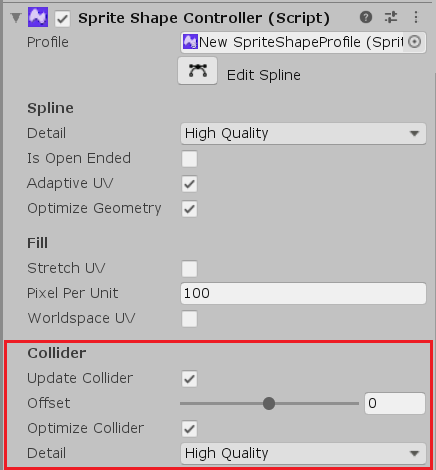 Sprite Shape Controller (Script)
Profile New SpriteShapeProfile (Sprit
Edit Spline
Spline
Detail High Quality
Is Open Ended
Adaptive UV
Optimize Geometry
Fill
Stretch UV
Pixel Per Unit 100
Worldspace UV
Collider
Update Collider
Offset 0
Optimize Collider
Detail High Quality